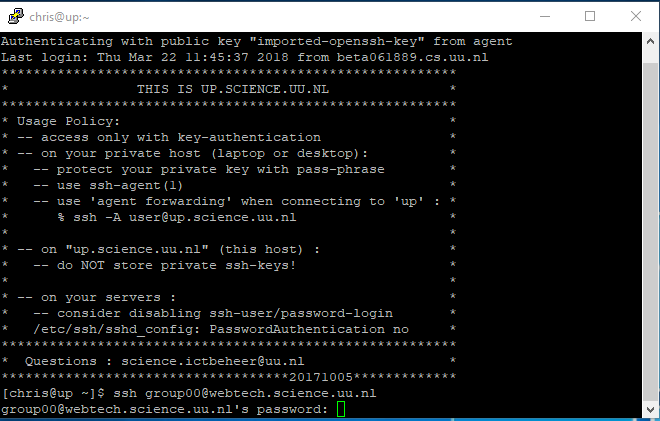 chris@up:~
Authenticating with public key "imported-openssh-key" from agent
Last login: Thu Mar 22 11:45:37 2018 from beta061889.cs.uu.nl
*********************************************************
*                THIS IS UP.SCIENCE.UU.NL               *
*********************************************************
* Usage Policy:                                         *
* -- access only with key-authentication                *
* -- on your private host (laptop or desktop):          *
*   -- protect your private key with pass-phrase        *
*   -- use ssh-agent(1)                                 *
*   -- use 'agent forwarding' when connecting to 'up' : *
*      % ssh -A user@up.science.uu.nl                   *
*                                                       *
* -- on "up.science.uu.nl" (this host) :                *
*   -- do NOT store private ssh-keys!                   *
*                                                       *
* -- on your servers :                                  *
*   -- consider disabling ssh-user/password-login       *
*   /etc/ssh/sshd_config: PasswordAuthentication no     *
*********************************************************
*  Questions : science.ictbeheer@uu.nl                  *
************************************20171005*************
[chris@up ~]$ ssh group00@webtech.science.uu.nl
group00@webtech.science.uu.nl's password: